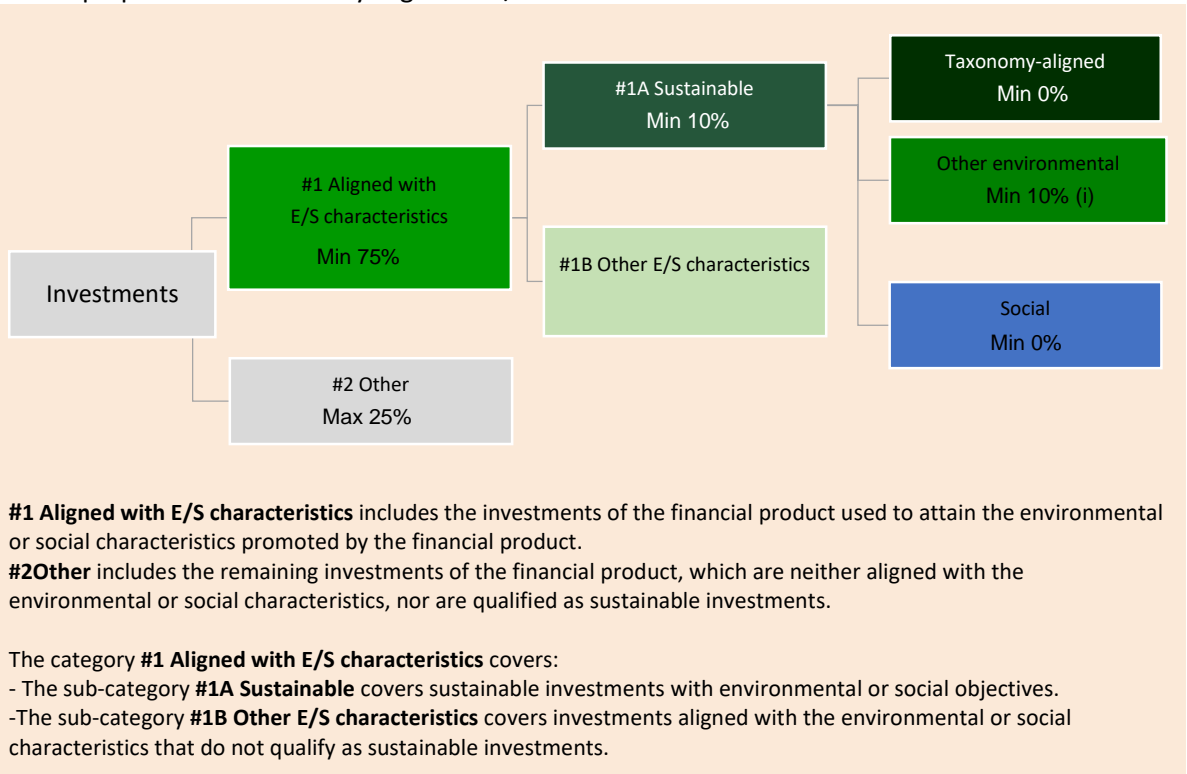 Taxonomy-aligned
Min 0%
#1A Sustainable
Min 10%
Other environmental
Min 10% (i)
#1 Aligned with
E/S characteristics
Min 75%
#1B Other E/S characteristics
Investments
Social
Min 0%
#2 Other
Max 25%
#1 Aligned with E/S characteristics includes the investments of the financial product used to attain the environmental
or social characteristics promoted by the financial product.
#2Other includes the remaining investments of the financial product, which are neither aligned with the
environmental or social characteristics, nor are qualified as sustainable investments.
The category #1 Aligned with E/S characteristics covers:
- The sub-category #1A Sustainable covers sustainable investments with environmental or social objectives.
-The sub-category #1B Other E/S characteristics covers investments aligned with the environmental or social
characteristics that do not qualify as sustainable investments.